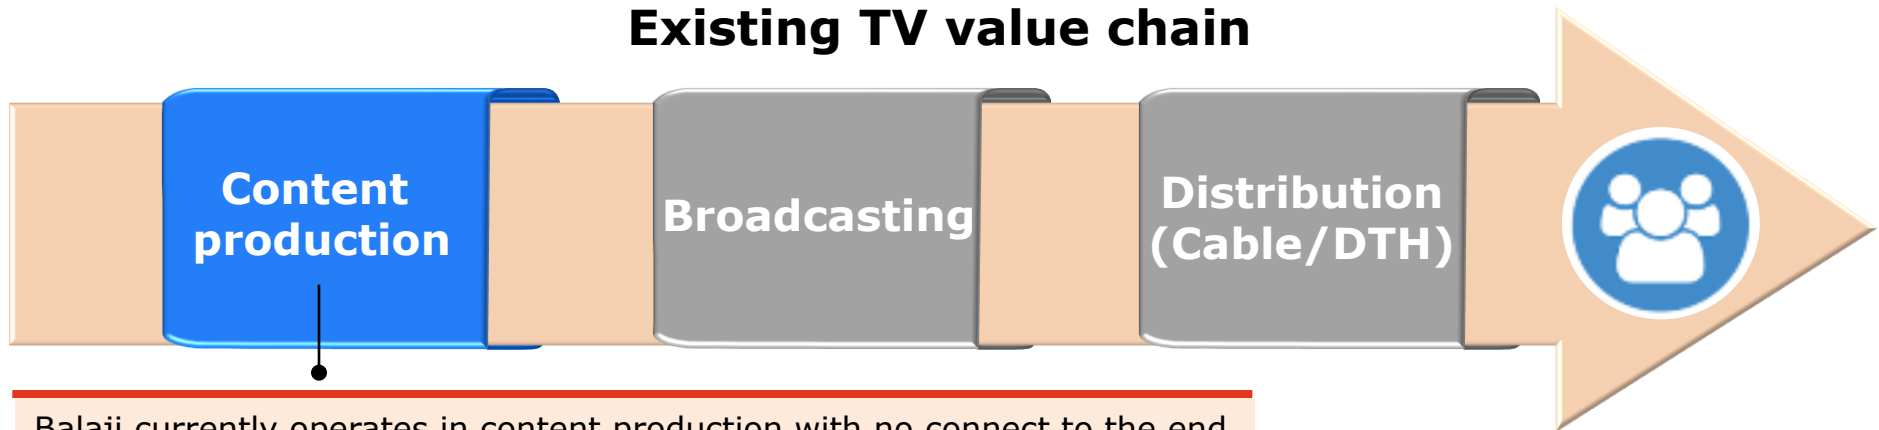 Existing TV value chain
Content
production
Broadcasting
Distribution
(Cable/DTH)
Balaji currently operates in content production with no connect to the end